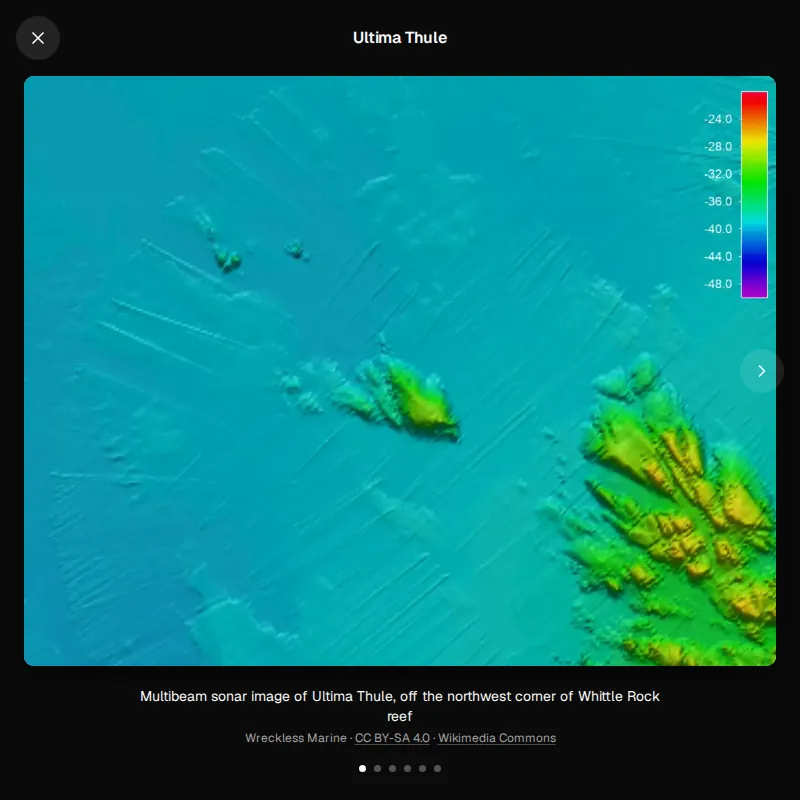 Ultima Thule
-24.0
-28.0
-32.0
-36.0
-40.0
-44.0
-48.0
Multibeam sonar image of Ultima Thule, off the northwest corner of Whittle Rock
reef
Wreckless Marine · CC BY-SA 4.0 · Wikimedia Commons